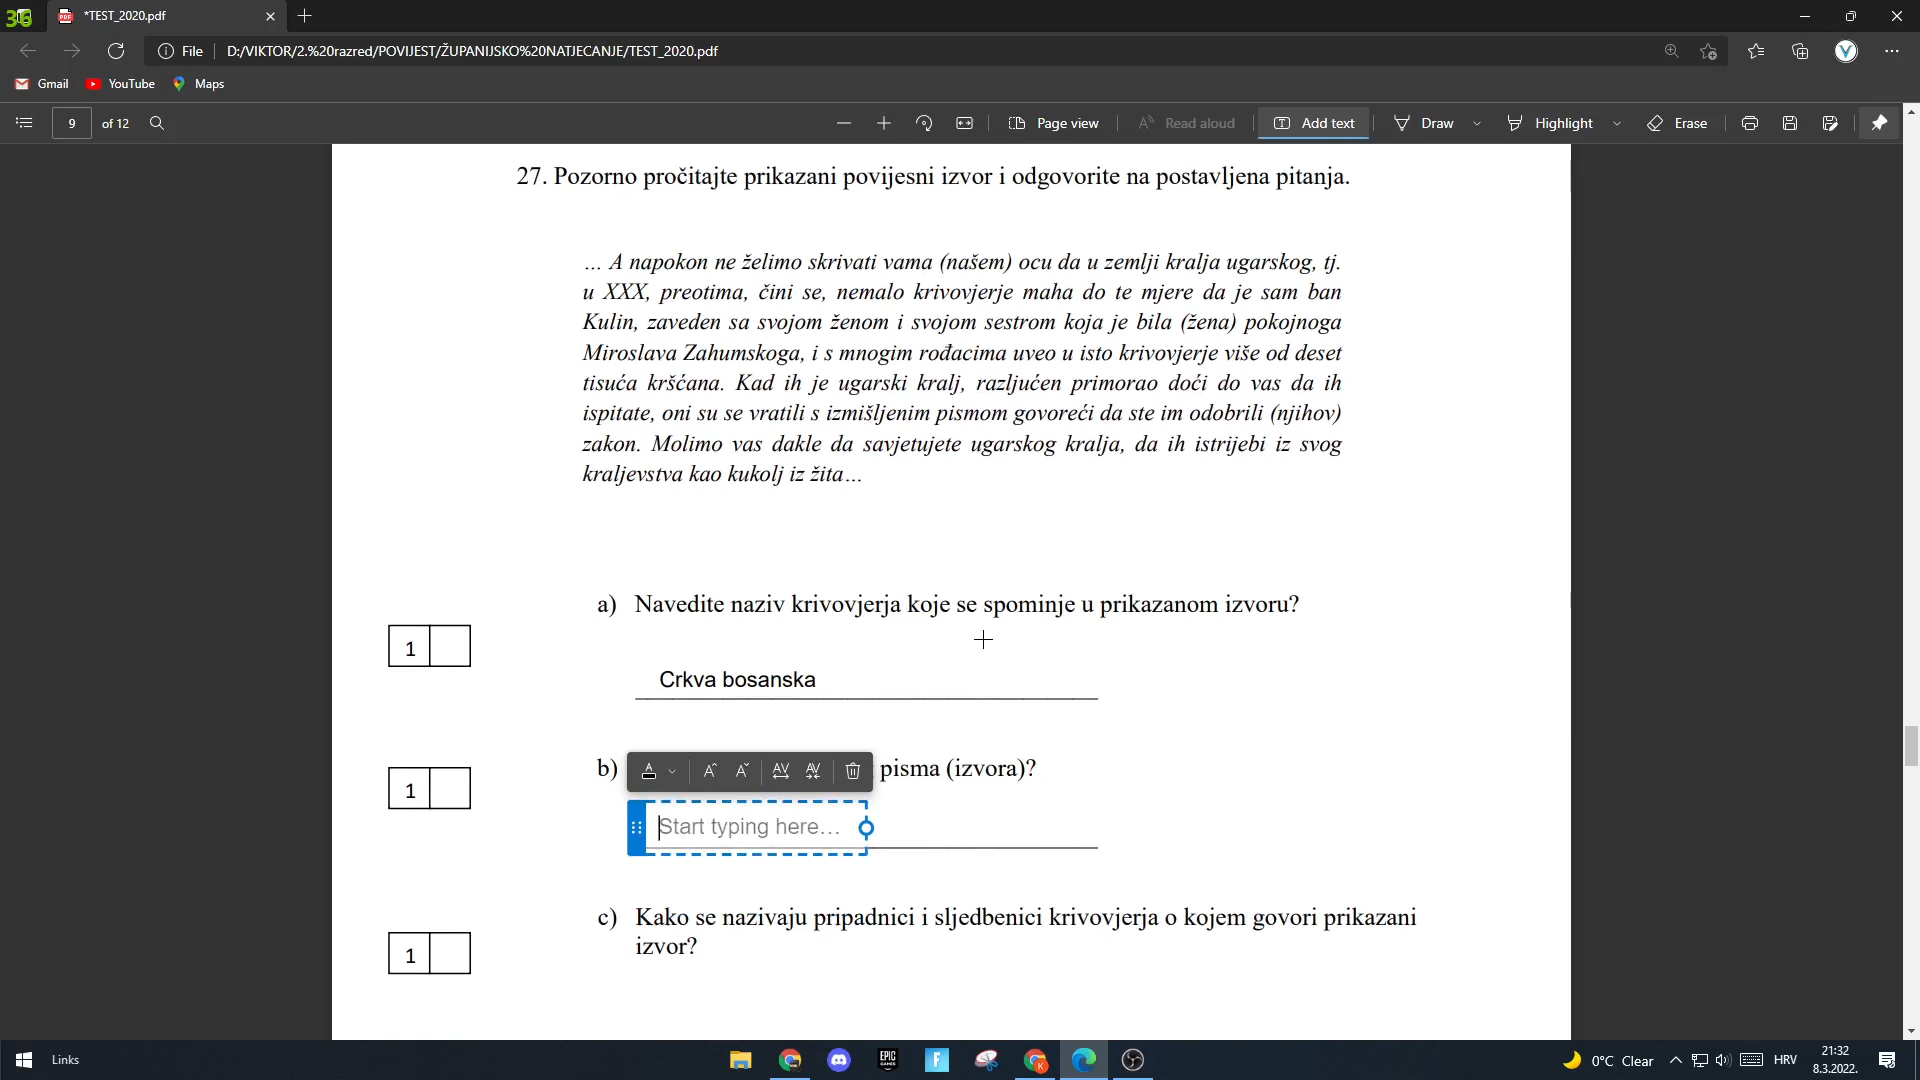 36
*TEST_2020.pdf
File
D:/VIKTOR/2.%20razred/POVIJEST/ŽUPANIJSKO%20NATJECANJE/TEST_2020.pdf
Gmail
YouTube
Maps
9 of 12
Page view
Read aloud
Add text
Draw
Highlight
Erase
27. Pozorno pročitajte prikazani povijesni izvor i odgovorite na postavljena pitanja.
… A napokon ne želimo skrivati vama (našem) ocu da u zemlji kralja ugarskog, tj.
u XXX, preotima, čini se, nemalo krivovjerje maha do te mjere da je sam ban
Kulin, zaveden sa svojom ženom i svojom sestrom koja je bila (žena) pokojnoga
Miroslava Zahumskoga, i s mnogim rođacima uveo u isto krivovjerje više od deset
tisuća kršćana. Kad ih je ugarski kralj, razljućen primorao doći do vas da ih
ispitate, oni su se vratili s izmišljenim pismom govoreći da ste im odobrili (njihov)
zakon. Molimo vas dakle da savjetujete ugarskog kralja, da ih istrijebi iz svog
kraljevstva kao kukolj iz žita…
a) Navedite naziv krivovjerja koje se spominje u prikazanom izvoru?
1
Crkva bosanska
b) pisma (izvora)?
1
Start typing here…
c) Kako se nazivaju pripadnici i sljedbenici krivovjerja o kojem govori prikazani
izvor?
1
Links
EPIC
GAMES
0°C Clear
HRV
21:32
8.3.2022.